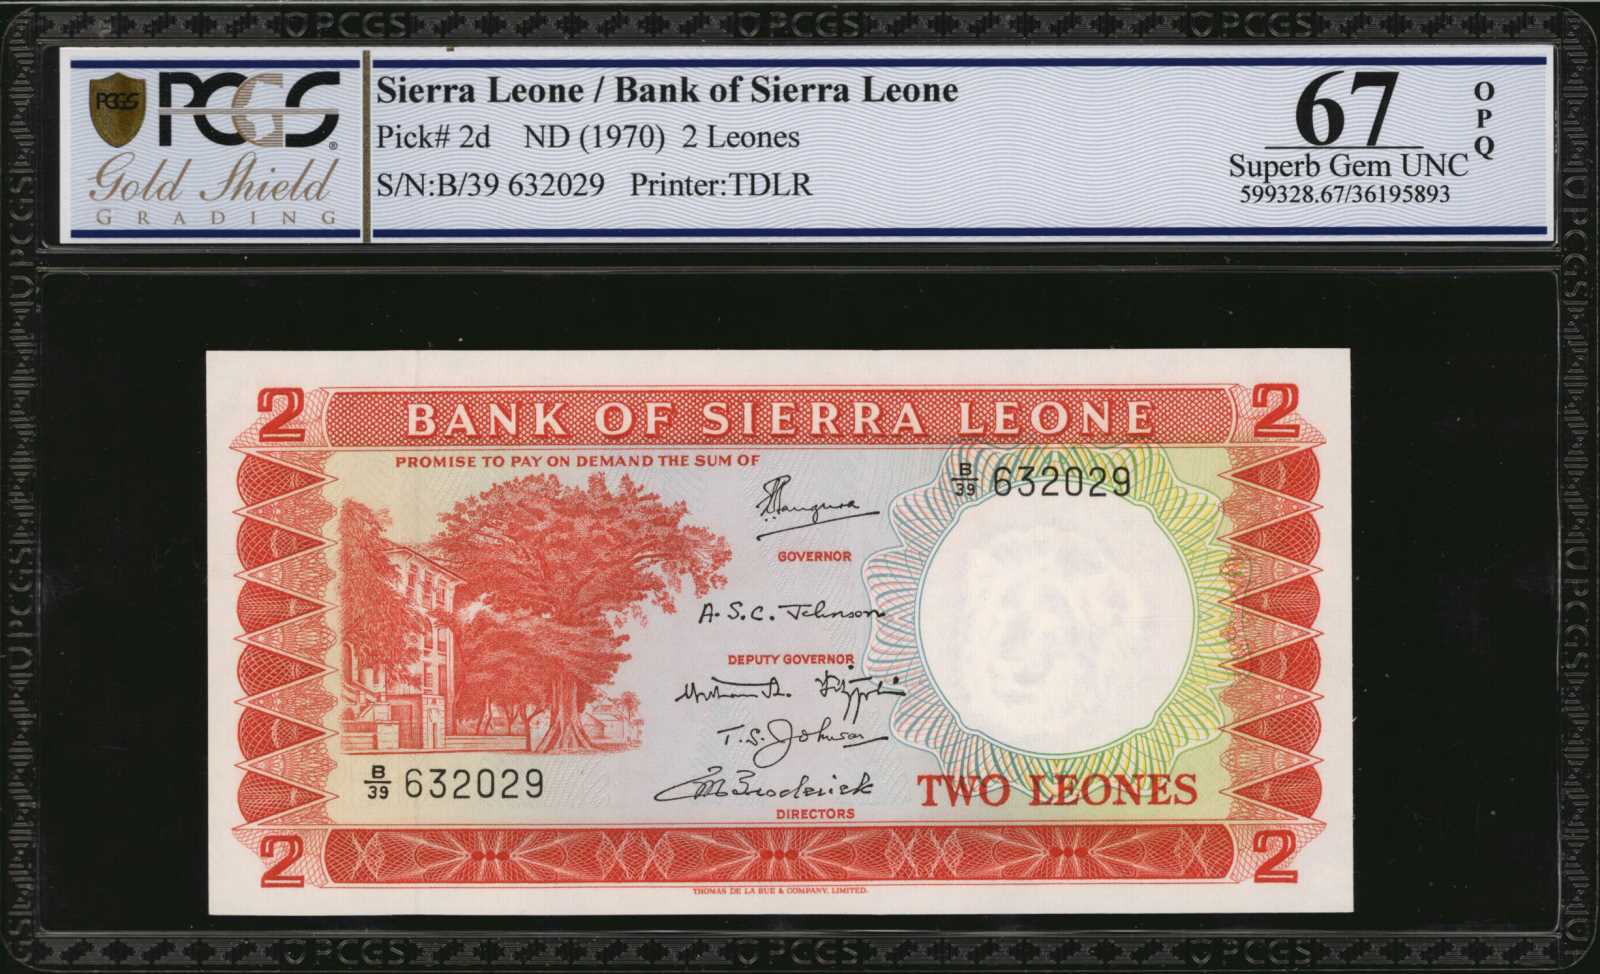 PCGS
PCGS
Gold Shield
GRADING
Sierra Leone / Bank of Sierra Leone
Pick# 2d ND (1970) 2 Leones
S/N:B/39 632029 Printer:TDLR
67
OPQ
Superb Gem UNC
599328.67/36195893
2 BANK OF SIERRA LEONE 2
PROMISE TO PAY ON DEMAND THE SUM OF
B/39 632029
GOVERNOR
A. S. C. Johnson
DEPUTY GOVERNOR
T. S. Johnson
B/39 632029
Broderick
TWO LEONES
DIRECTORS
2 2
THOMAS DE LA RUE & COMPANY, LIMITED.